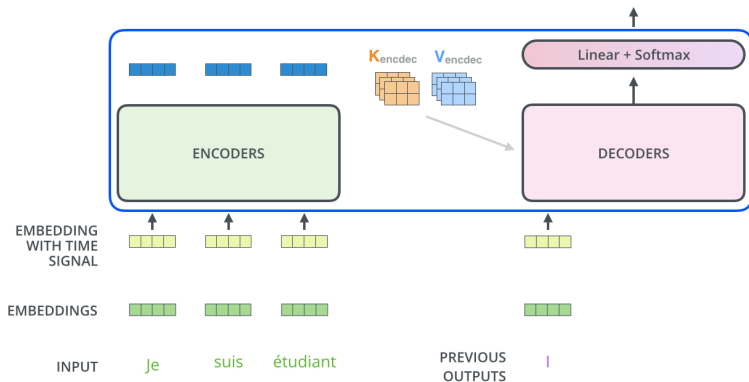 Kencdec
Vencdec
Linear + Softmax
ENCODERS
DECODERS
EMBEDDING
WITH TIME
SIGNAL
EMBEDDINGS
INPUT
Je
suis
étudiant
PREVIOUS
OUTPUTS
I